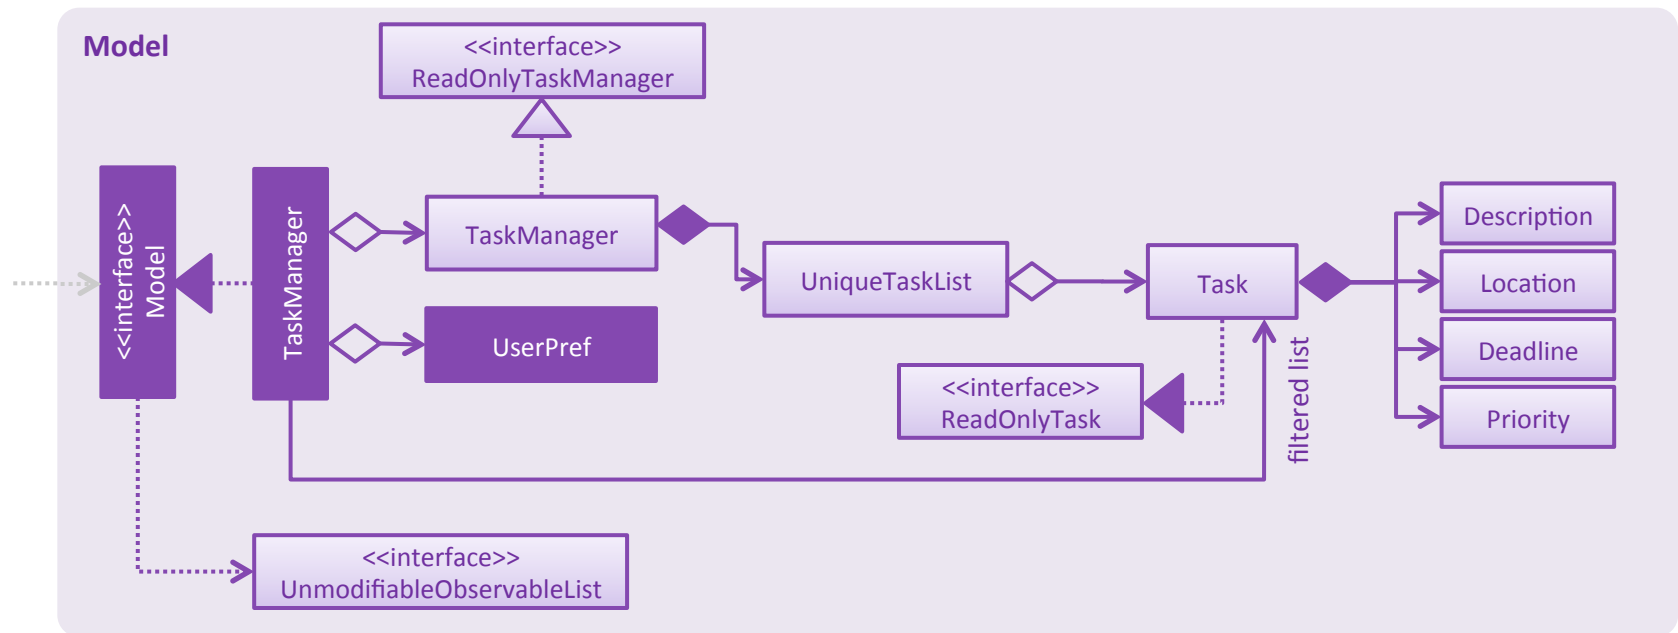 Model
<<interface>>
ReadOnlyTaskManager
<<interface>>
Model
TaskManager
TaskManager
UserPref
UniqueTaskList
Task
<<interface>>
ReadOnlyTask
filtered list
Description
Location
Deadline
Priority
<<interface>>
UnmodifiableObservableList